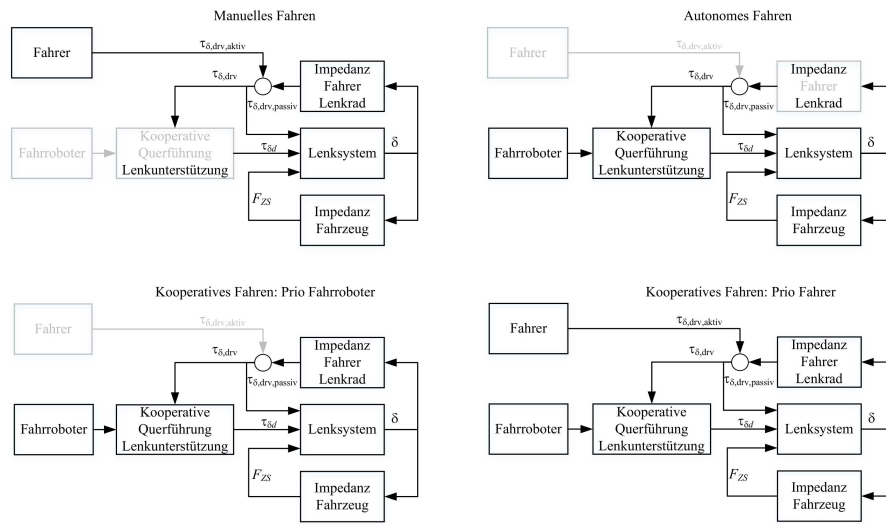 Manuelles Fahren
Fahrer
τδ,drv,aktiv
τδ,drv
Impedanz
Fahrer
Lenkrad
τδ,drv,passiv
Fahrroboter
Kooperative
Querführung
Lenkunterstützung
τδd
Lenksystem
δ
FZS
Impedanz
Fahrzeug
Autonomes Fahren
Fahrer
τδ,drv,aktiv
τδ,drv
Impedanz
Fahrer
Lenkrad
τδ,drv,passiv
Fahrroboter
Kooperative
Querführung
Lenkunterstützung
τδd
Lenksystem
δ
FZS
Impedanz
Fahrzeug
Kooperatives Fahren: Prio Fahrroboter
Fahrer
τδ,drv,aktiv
τδ,drv
Impedanz
Fahrer
Lenkrad
τδ,drv,passiv
Fahrroboter
Kooperative
Querführung
Lenkunterstützung
τδd
Lenksystem
δ
FZS
Impedanz
Fahrzeug
Kooperatives Fahren: Prio Fahrer
Fahrer
τδ,drv,aktiv
τδ,drv
Impedanz
Fahrer
Lenkrad
τδ,drv,passiv
Fahrroboter
Kooperative
Querführung
Lenkunterstützung
τδd
Lenksystem
δ
FZS
Impedanz
Fahrzeug